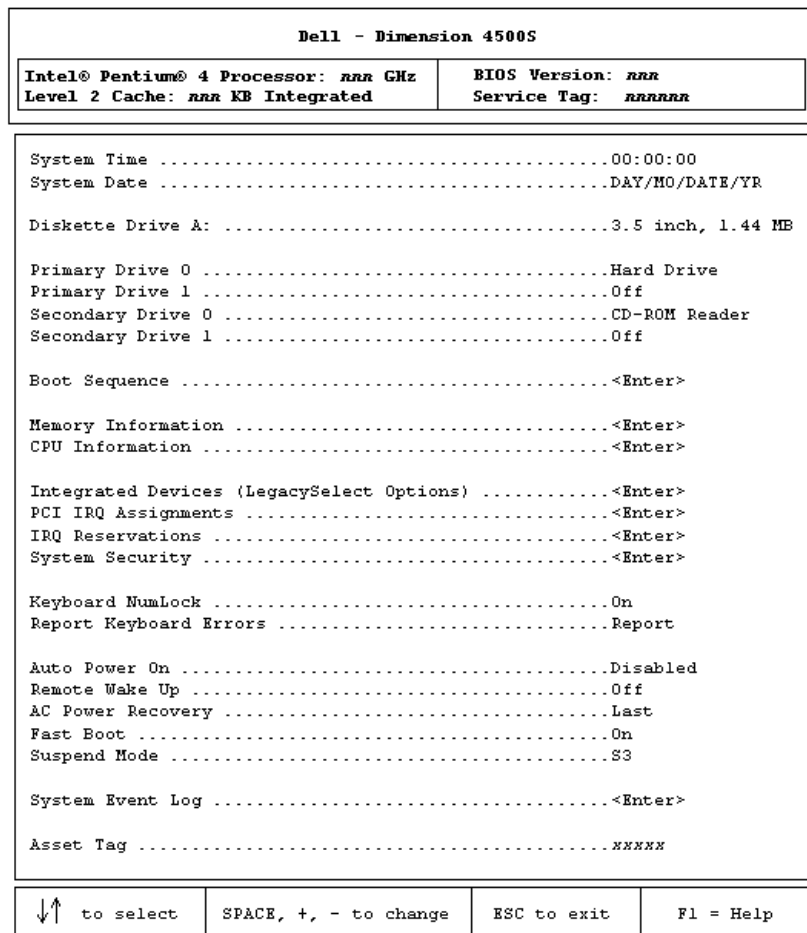 Dell - Dimension 4500S
Intel® Pentium® 4 Processor: nnn GHz
Level 2 Cache: nnn KB Integrated
BIOS Version: nnn
Service Tag: nnnnnn
System Time ..........................................00:00:00
System Date ..........................................DAY/MO/DATE/YR
Diskette Drive A: ....................................3.5 inch, 1.44 MB
Primary Drive 0 ......................................Hard Drive
Primary Drive 1 ......................................Off
Secondary Drive 0 ....................................CD-ROM Reader
Secondary Drive 1 ....................................Off
Boot Sequence ........................................<Enter>
Memory Information ...................................<Enter>
CPU Information ......................................<Enter>
Integrated Devices (LegacySelect Options) ............<Enter>
PCI IRQ Assignments ..................................<Enter>
IRQ Reservations .....................................<Enter>
System Security ......................................<Enter>
Keyboard NumLock .....................................On
Report Keyboard Errors ...............................Report
Auto Power On ........................................Disabled
Remote Wake Up .......................................Off
AC Power Recovery ....................................Last
Fast Boot ............................................On
Suspend Mode .........................................S3
System Event Log .....................................<Enter>
Asset Tag ............................................xxxxx
↓↑ to select
SPACE, +, - to change
ESC to exit
F1 = Help